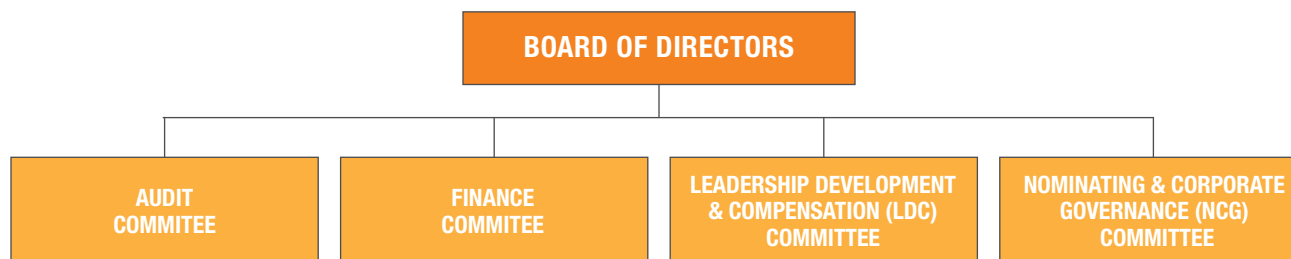 BOARD OF DIRECTORS
AUDIT
COMMITEE
FINANCE
COMMITEE
LEADERSHIP DEVELOPMENT
& COMPENSATION (LDC)
COMMITTEE
NOMINATING & CORPORATE
GOVERNANCE (NCG)
COMMITTEE